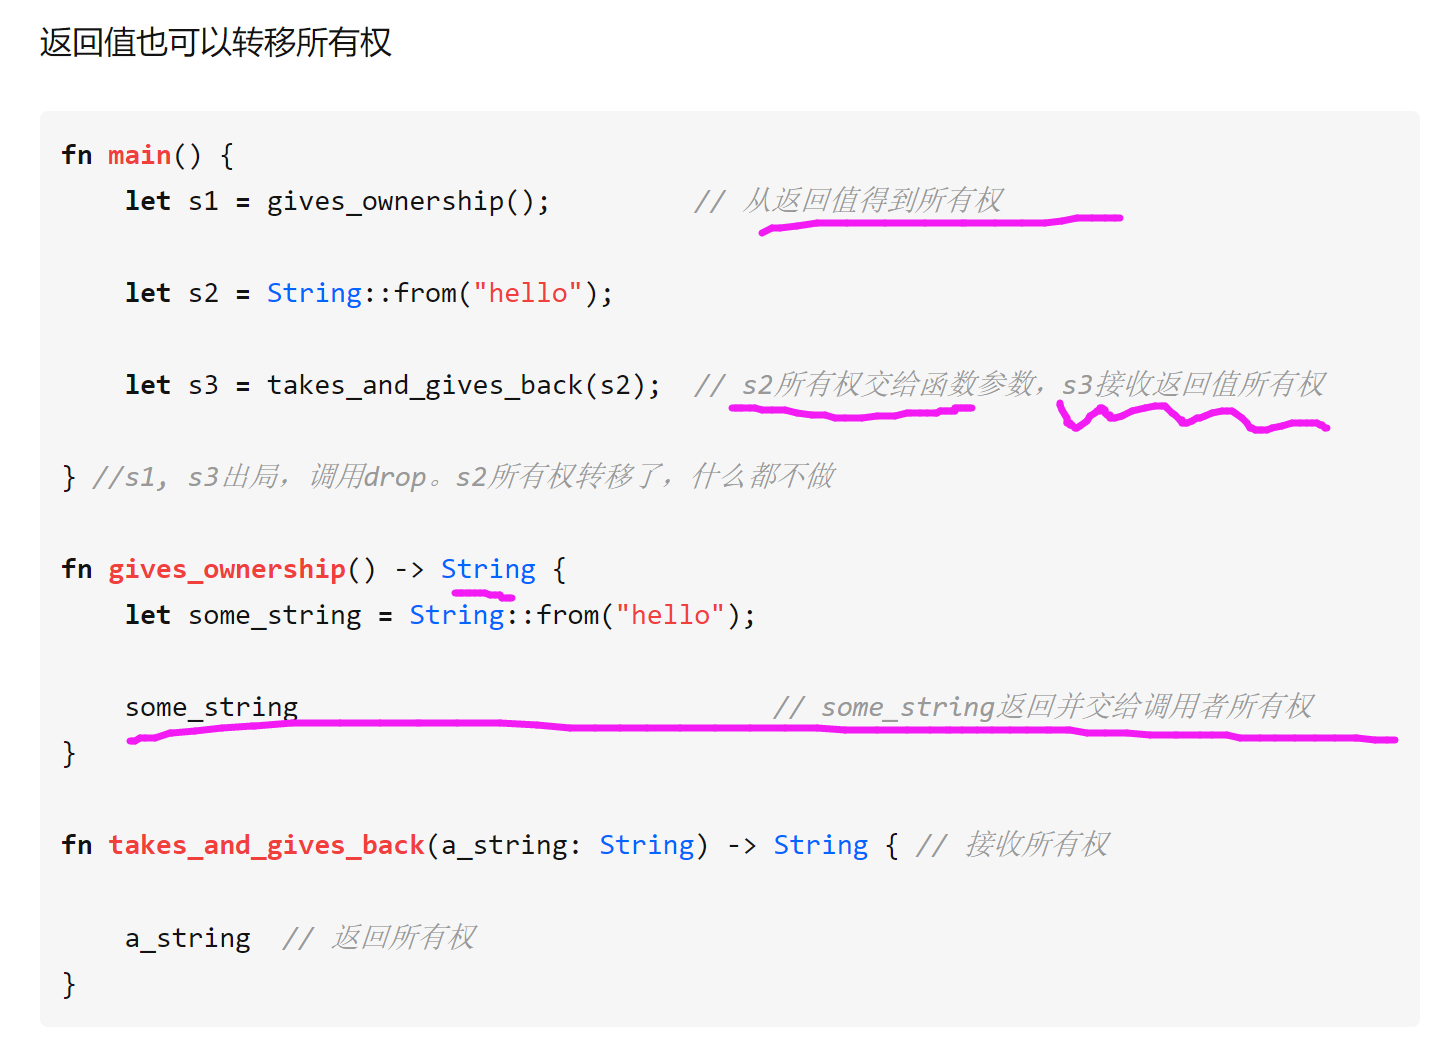 返回值也可以转移所有权
fn main() {
    let s1 = gives_ownership();         // 从返回值得到所有权
    let s2 = String::from("hello");
    let s3 = takes_and_gives_back(s2);  // s2所有权交给函数参数，s3接收返回值所有权
} //s1, s3出局，调用drop。s2所有权转移了，什么都不做
fn gives_ownership() -> String {
    let some_string = String::from("hello");
    some_string                              // some_string返回并交给调用者所有权
}
fn takes_and_gives_back(a_string: String) -> String { // 接收所有权
    a_string  // 返回所有权
}